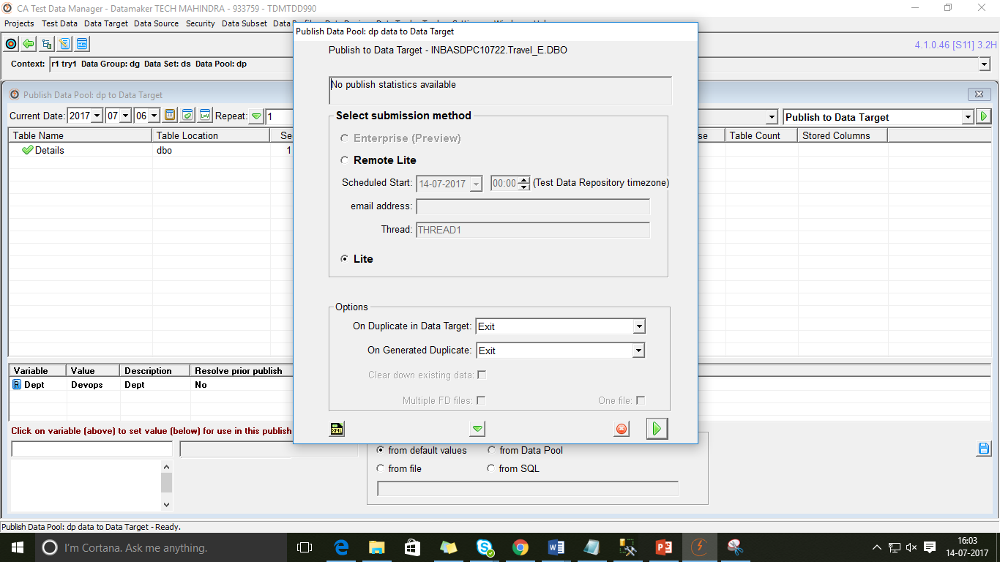 CA Test Data Manager - Datamaker TECH MAHINDRA - 933759 - TDMTDD990
Projects Test Data Data Target Data Source Security Data Subset
4.1.0.46 [S11] 3.2H
Context: r1 try1 Data Group: dg Data Set: ds Data Pool: dp
Publish Data Pool: dp to Data Target
Current Date: 2017 07 06 Repeat: 1 Publish to Data Target
Table Name Table Location Se se Table Count Stored Columns
Details dbo 1
Publish Data Pool: dp data to Data Target
Publish to Data Target - INBASDPC10722.Travel_E.DBO
No publish statistics available
Select submission method
Enterprise (Preview)
Remote Lite
Scheduled Start: 14-07-2017 00:00 (Test Data Repository timezone)
email address:
Thread: THREAD1
Lite
Options
On Duplicate in Data Target: Exit
On Generated Duplicate: Exit
Clear down existing data:
Multiple FD files: One file:
XML
Variable Value Description Resolve prior publish
R Dept Devops Dept No
Click on variable (above) to set value (below) for use in this publish
from default values from Data Pool
from file from SQL
Publish Data Pool: dp data to Data Target - Ready.
I'm Cortana. Ask me anything.
16:03
14-07-2017